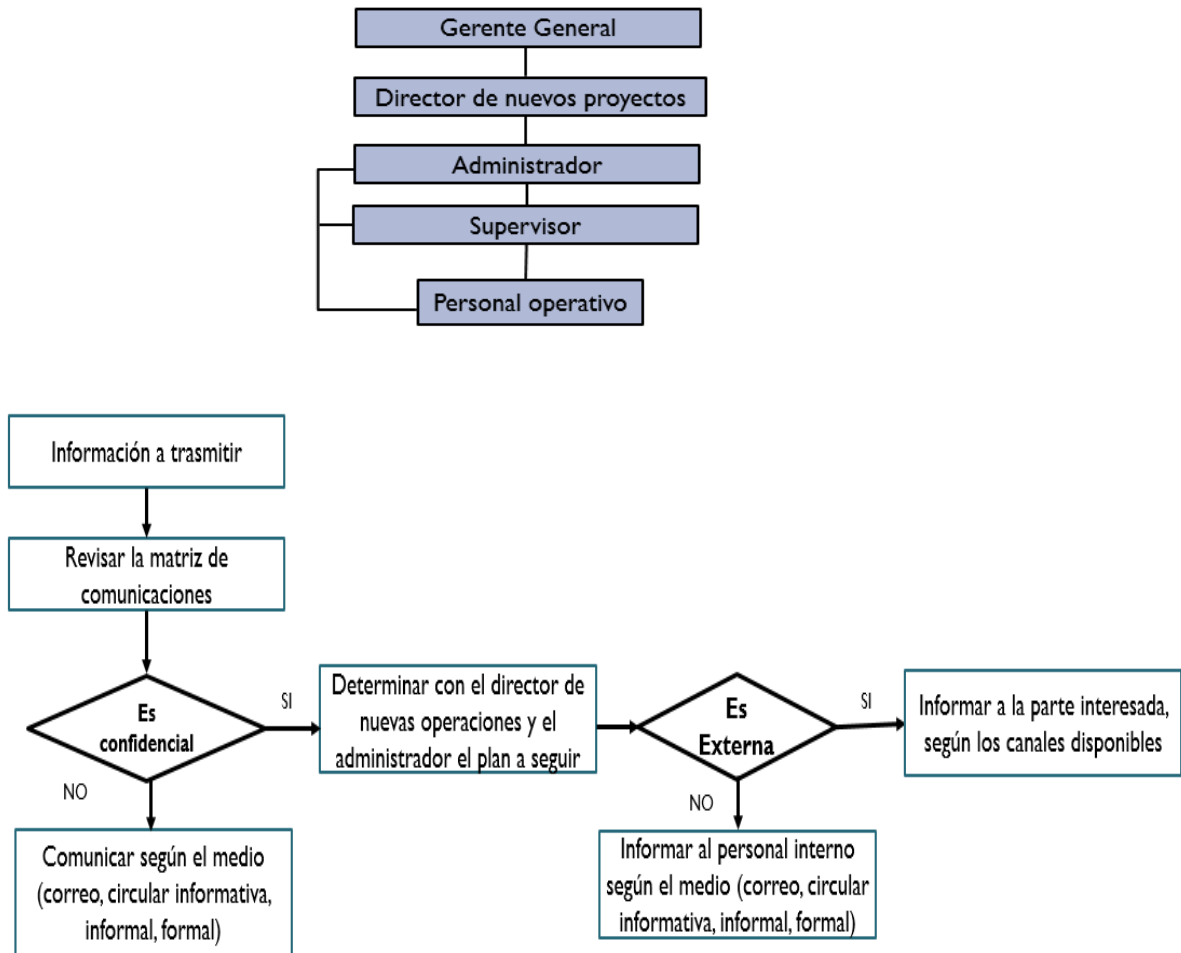 Gerente General
Director de nuevos proyectos
Administrador
Supervisor
Personal operativo
Información a trasmitir
Revisar la matriz de
comunicaciones
Es
confidencial
SI
NO
Determinar con el director de
nuevas operaciones y el
administrador el plan a seguir
Es
Externa
SI
NO
Informar a la parte interesada,
según los canales disponibles
Comunicar según el medio
(correo, circular informativa,
informal, formal)
Informar al personal interno
según el medio (correo, circular
informativa, informal, formal)